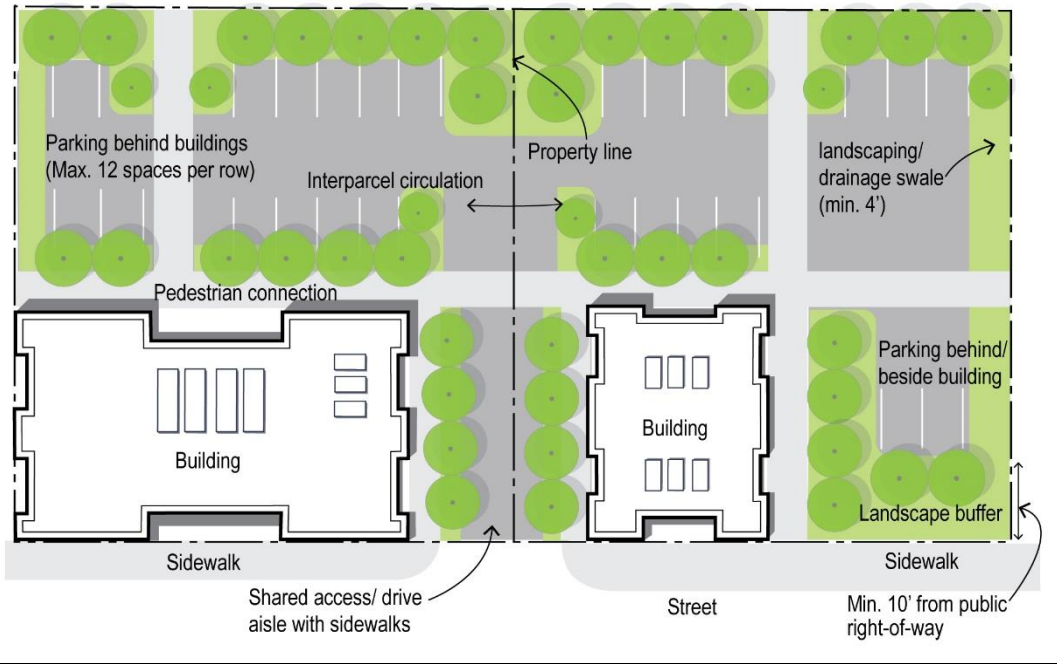 Parking behind buildings
(Max. 12 spaces per row)
Property line
Interparcel circulation
landscaping/
drainage swale
(min. 4’)
Pedestrian connection
Parking behind/
beside building
Building
Building
Landscape buffer
Sidewalk
Sidewalk
Shared access/ drive
aisle with sidewalks
Street
Min. 10’ from public
right-of-way